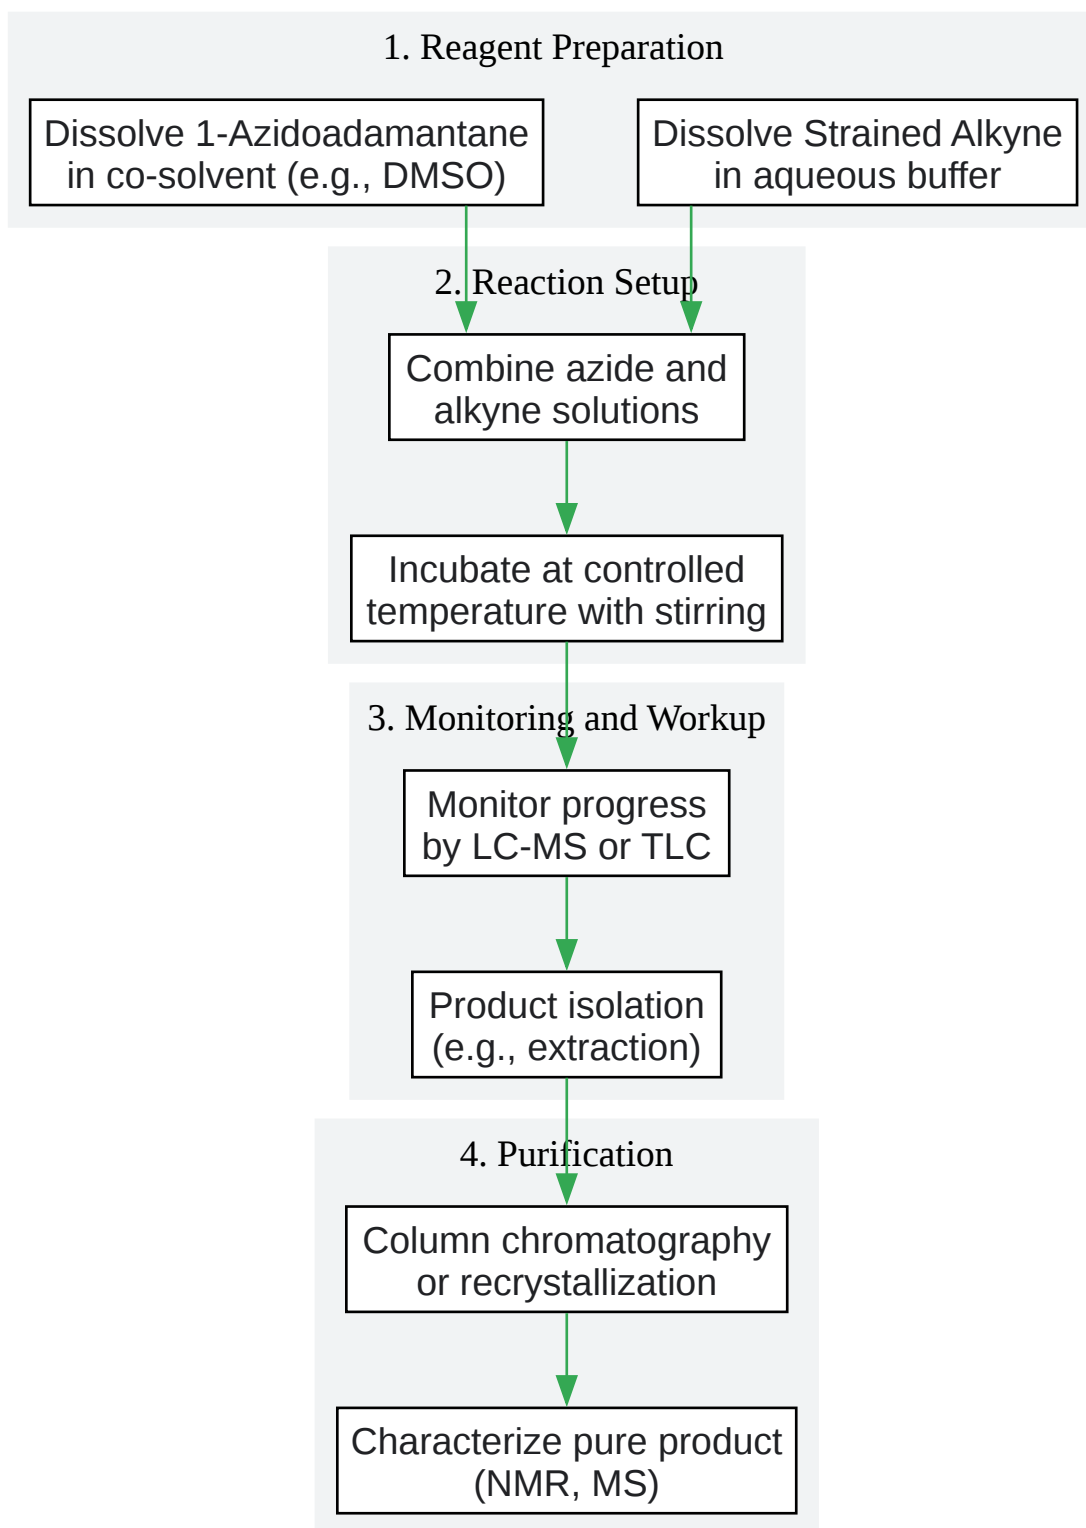 1. Reagent Preparation
Dissolve 1-Azidoadamantane
in co-solvent (e.g., DMSO)
Dissolve Strained Alkyne
in aqueous buffer
2. Reaction Setup
Combine azide and
alkyne solutions
Incubate at controlled
temperature with stirring
3. Monitoring and Workup
Monitor progress
by LC-MS or TLC
Product isolation
(e.g., extraction)
4. Purification
Column chromatography
or recrystallization
Characterize pure product
(NMR, MS)